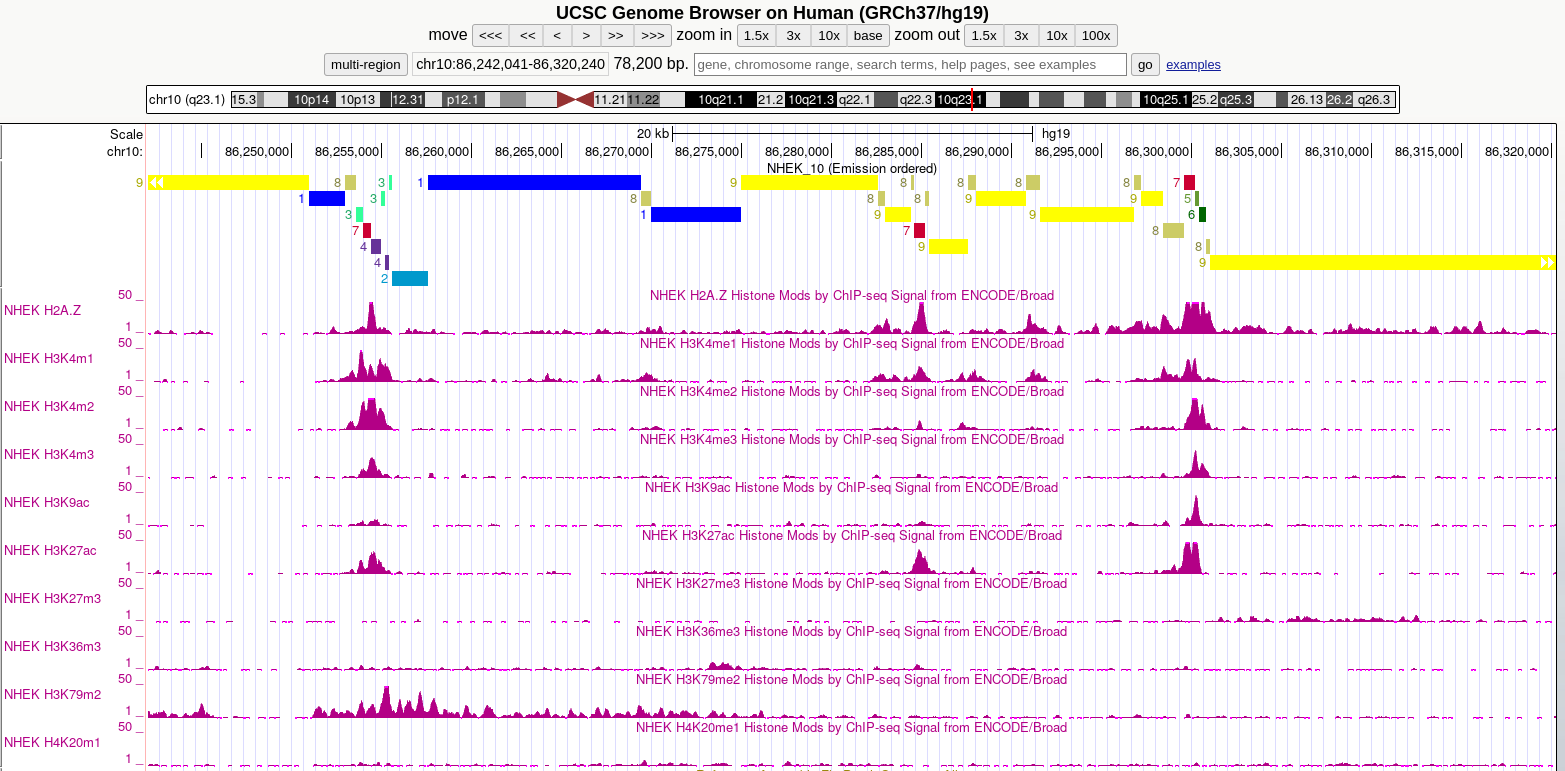 UCSC Genome Browser on Human (GRCh37/hg19)
move <<< << < > >> >>> zoom in 1.5x 3x 10x base zoom out 1.5x 3x 10x 100x
multi-region chr10:86,242,041-86,320,240 78,200 bp. gene, chromosome range, search terms, help pages, see examples go examples
chr10 (q23.1) 15.3 10p14 10p13 12.31 p12.1 11.21 11.22 10q21.1 21.2 10q21.3 q22.1 q22.3 10q23.1 10q25.1 25.2 q25.3 26.13 26.2 q26.3
Scale 20 kb hg19
chr10: 86,250,000 86,255,000 86,260,000 86,265,000 86,270,000 86,275,000 86,280,000 86,285,000 86,290,000 86,295,000 86,300,000 86,305,000 86,310,000 86,315,000 86,320,000
NHEK_10 (Emission ordered)
9 8 3 1 9 8 8 8 8 7
1 3 8 8 8 9 9 5
3 1 9 9 6
7 7 8
4 9 8
4 9
2
50 _ NHEK H2A.Z Histone Mods by ChIP-seq Signal from ENCODE/Broad
NHEK H2A.Z
1 _
50 _ NHEK H3K4me1 Histone Mods by ChIP-seq Signal from ENCODE/Broad
NHEK H3K4m1
1 _
50 _ NHEK H3K4me2 Histone Mods by ChIP-seq Signal from ENCODE/Broad
NHEK H3K4m2
1 _
50 _ NHEK H3K4me3 Histone Mods by ChIP-seq Signal from ENCODE/Broad
NHEK H3K4m3
1 _
50 _ NHEK H3K9ac Histone Mods by ChIP-seq Signal from ENCODE/Broad
NHEK H3K9ac
1 _
50 _ NHEK H3K27ac Histone Mods by ChIP-seq Signal from ENCODE/Broad
NHEK H3K27ac
1 _
50 _ NHEK H3K27me3 Histone Mods by ChIP-seq Signal from ENCODE/Broad
NHEK H3K27m3
1 _
50 _ NHEK H3K36me3 Histone Mods by ChIP-seq Signal from ENCODE/Broad
NHEK H3K36m3
1 _
50 _ NHEK H3K79me2 Histone Mods by ChIP-seq Signal from ENCODE/Broad
NHEK H3K79m2
1 _
50 _ NHEK H4K20me1 Histone Mods by ChIP-seq Signal from ENCODE/Broad
NHEK H4K20m1
1 _